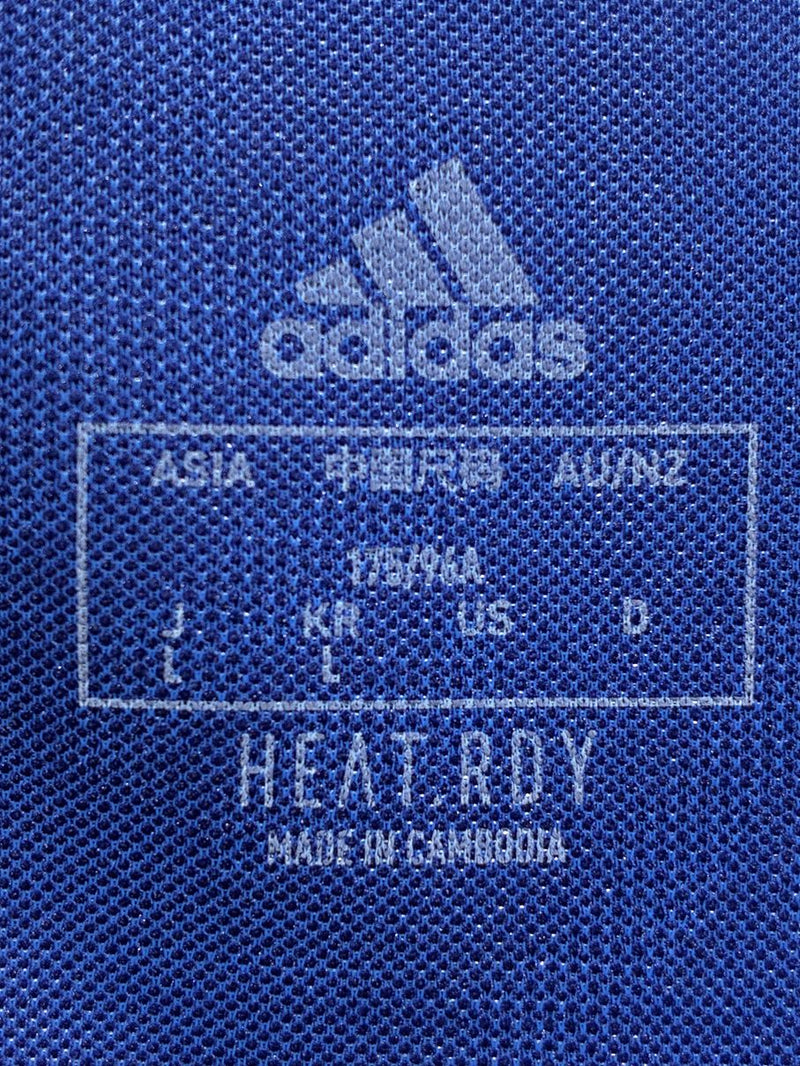 adidas
ASIA 中国尺码 AU/NZ
175/96A
J KR US D
L L
HEAT.RDY
MADE IN CAMBODIA